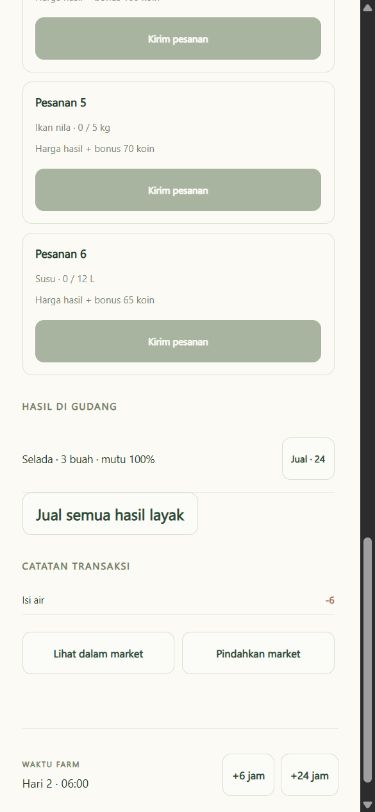 Kirim pesanan
Pesanan 5
Ikan nila · 0 / 5 kg
Harga hasil + bonus 70 koin
Kirim pesanan
Pesanan 6
Susu · 0 / 12 L
Harga hasil + bonus 65 koin
Kirim pesanan
HASIL DI GUDANG
Selada · 3 buah · mutu 100%
Jual · 24
Jual semua hasil layak
CATATAN TRANSAKSI
Isi air
-6
Lihat dalam market
Pindahkan market
WAKTU FARM
Hari 2 · 06:00
+6 jam
+24 jam